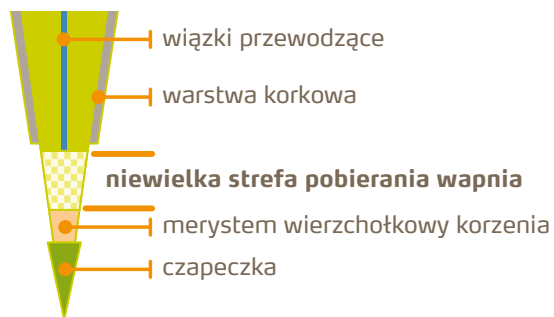 wiązki przewodzące
warstwa korkowa
niewielka strefa pobierania wapnia
merystem wierzchołkowy korzenia
czapeczka